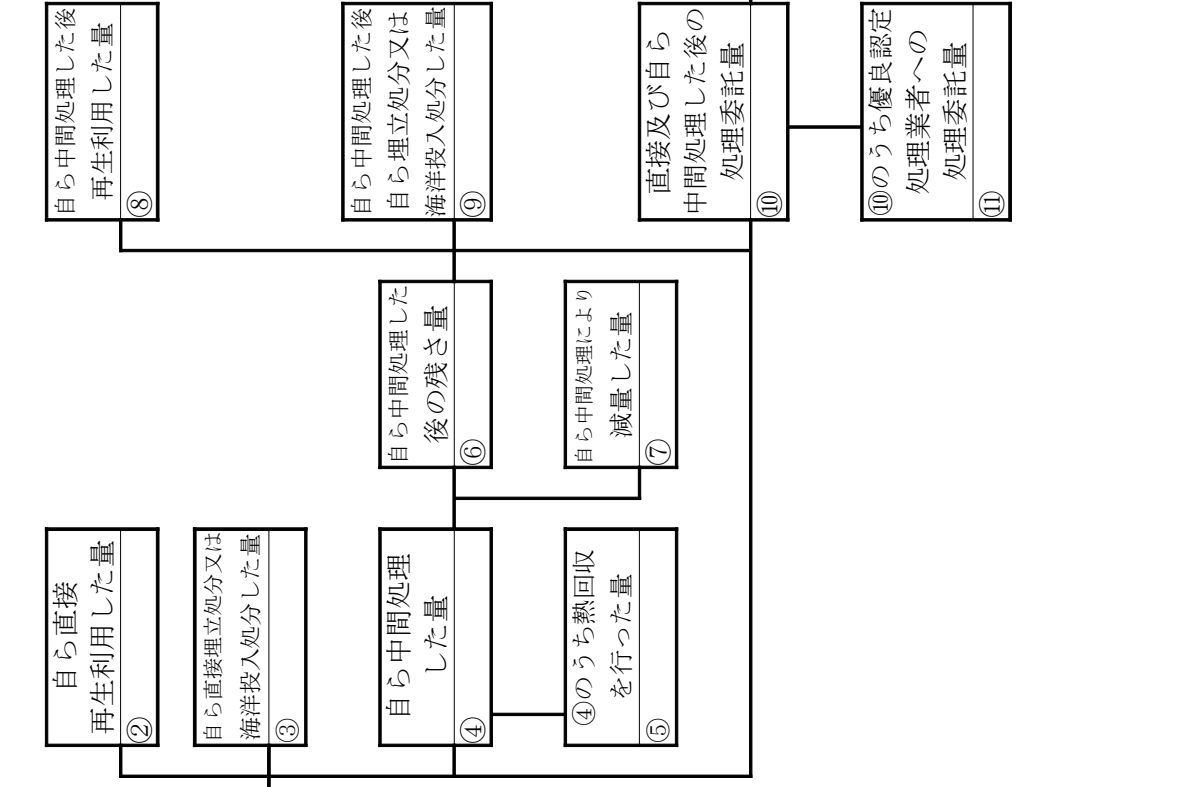 自ら直接
再生利用した量
②
自ら直接埋立処分又は
海洋投入処分した量
③
自ら中間処理
した量
④
④のうち熱回収
を行った量
⑤
自ら中間処理した
後の残さ量
⑥
自ら中間処理により
減量した量
⑦
自ら中間処理した後
再生利用した量
⑧
自ら中間処理した後
自ら埋立処分又は
海洋投入処分した量
⑨
直接及び自ら
中間処理した後の
処理委託量
⑩
⑩のうち優良認定
処理業者への
処理委託量
⑪